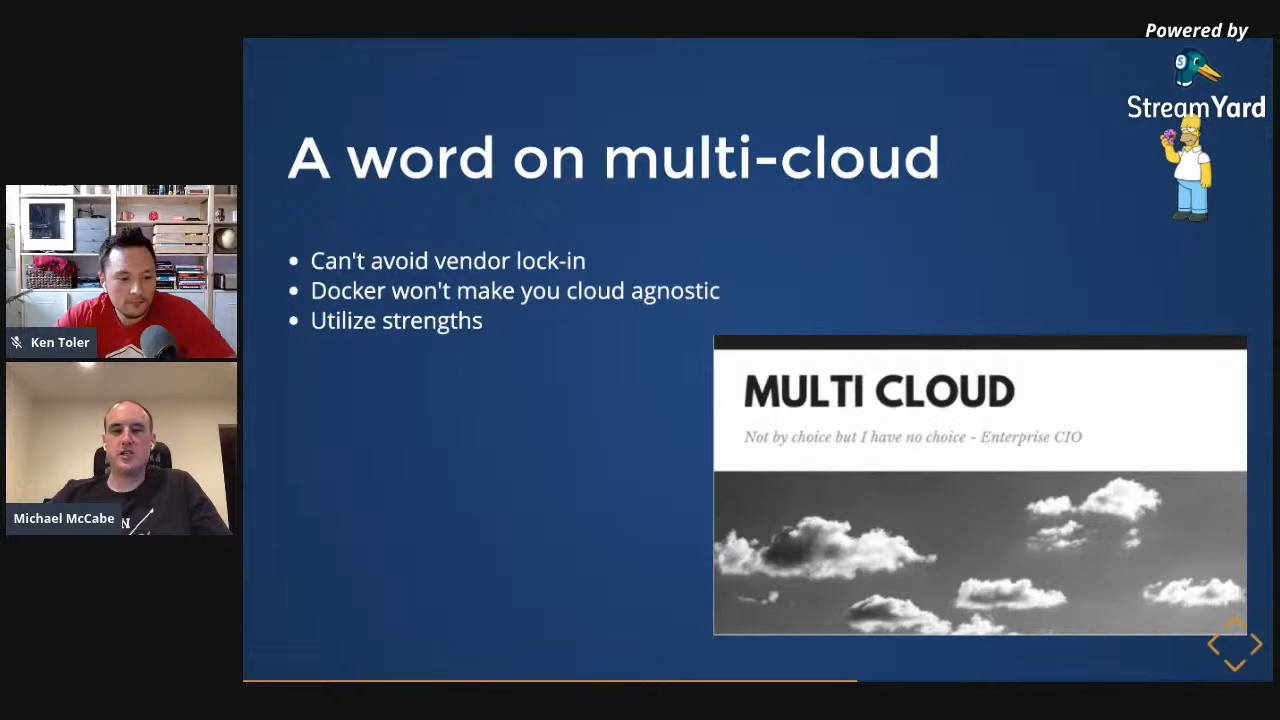 Powered by
StreamYard
A word on multi-cloud
Can't avoid vendor lock-in
Docker won't make you cloud agnostic
Utilize strengths
MULTI CLOUD
Not by choice but I have no choice - Enterprise CIO
Ken Toler
Michael McCabe